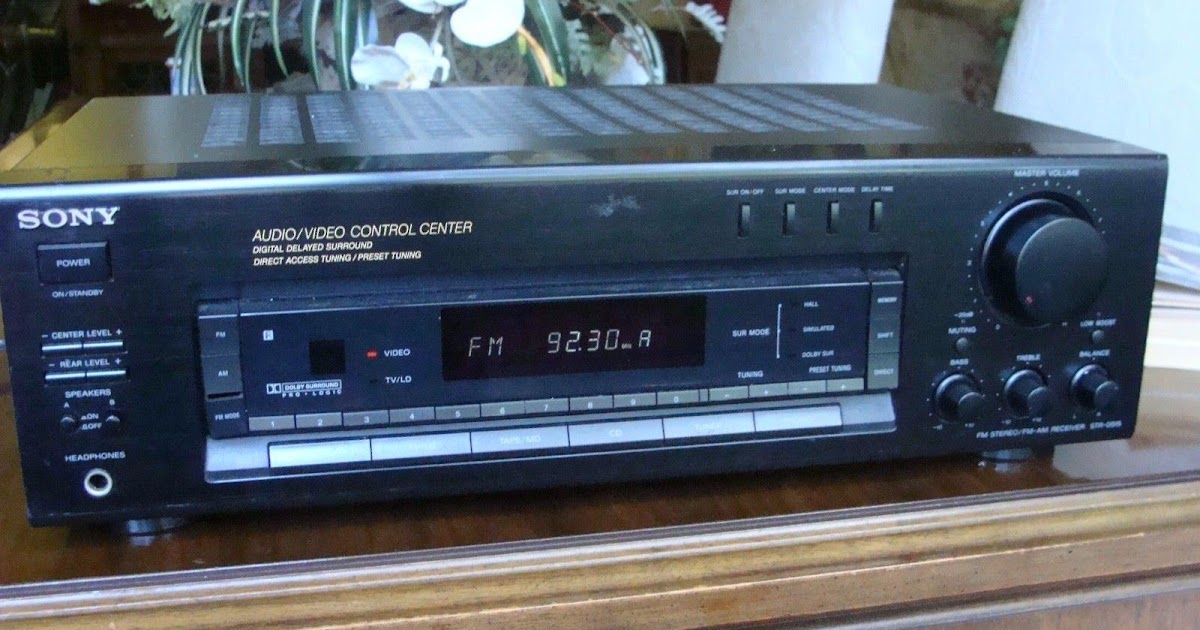 SONY
POWER
ON/STANDBY
- CENTER LEVEL +
- REAR LEVEL +
SPEAKERS
A B
ON
OFF
HEADPHONES
AUDIO/VIDEO CONTROL CENTER
DIGITAL DELAYED SURROUND
DIRECT ACCESS TUNING / PRESET TUNING
SUR ON/OFF SUR MODE CENTER MODE DELAY TIME
MASTER VOLUME
FM
AM
FM MODE
VIDEO
TV/LD
DOLBY SURROUND
PRO • LOGIC
FM 92.30 MHz A
SUR MODE
HALL
SIMULATED
DOLBY SUR
TUNING
PRESET TUNING
MEMORY
SHIFT
DIRECT
1 2 3 4 5 6 7 8 9 0 - + - +
TAPE/MD CD TUNER
-20dB
MUTING
LOW BOOST
BASS TREBLE BALANCE
FM STEREO/FM-AM RECEIVER